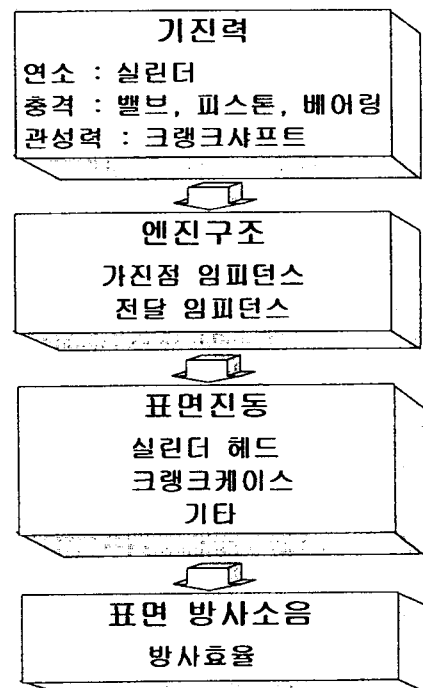 기진력
연소 : 실린더
충격 : 밸브, 피스톤, 베어링
관성력 : 크랭크샤프트
엔진구조
가진점 임피던스
전달 임피던스
표면진동
실린더 헤드
크랭크케이스
기타
표면 방사소음
방사효율